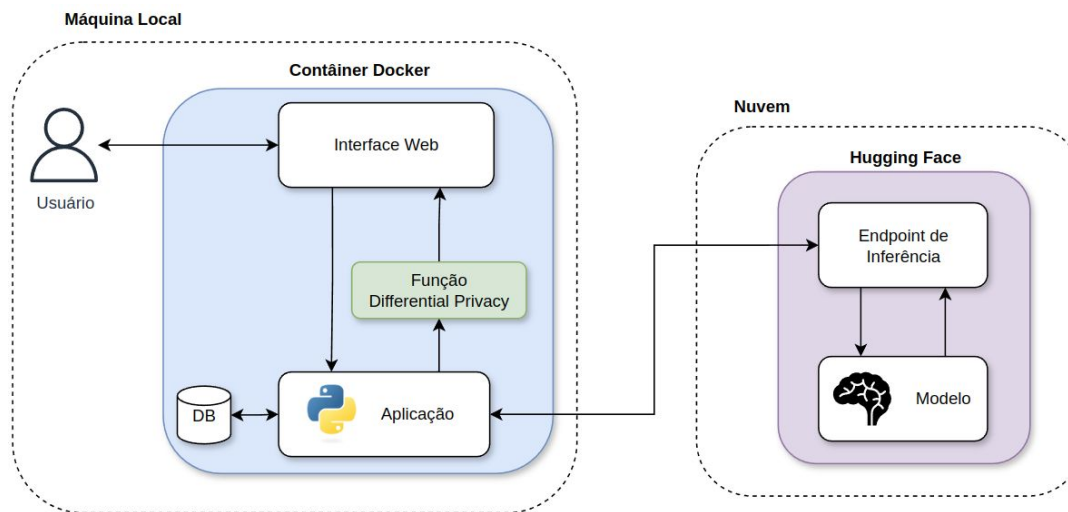 Máquina Local
Contâiner Docker
Interface Web
Usuário
Função
Differential Privacy
DB
Aplicação
Nuvem
Hugging Face
Endpoint de
Inferência
Modelo